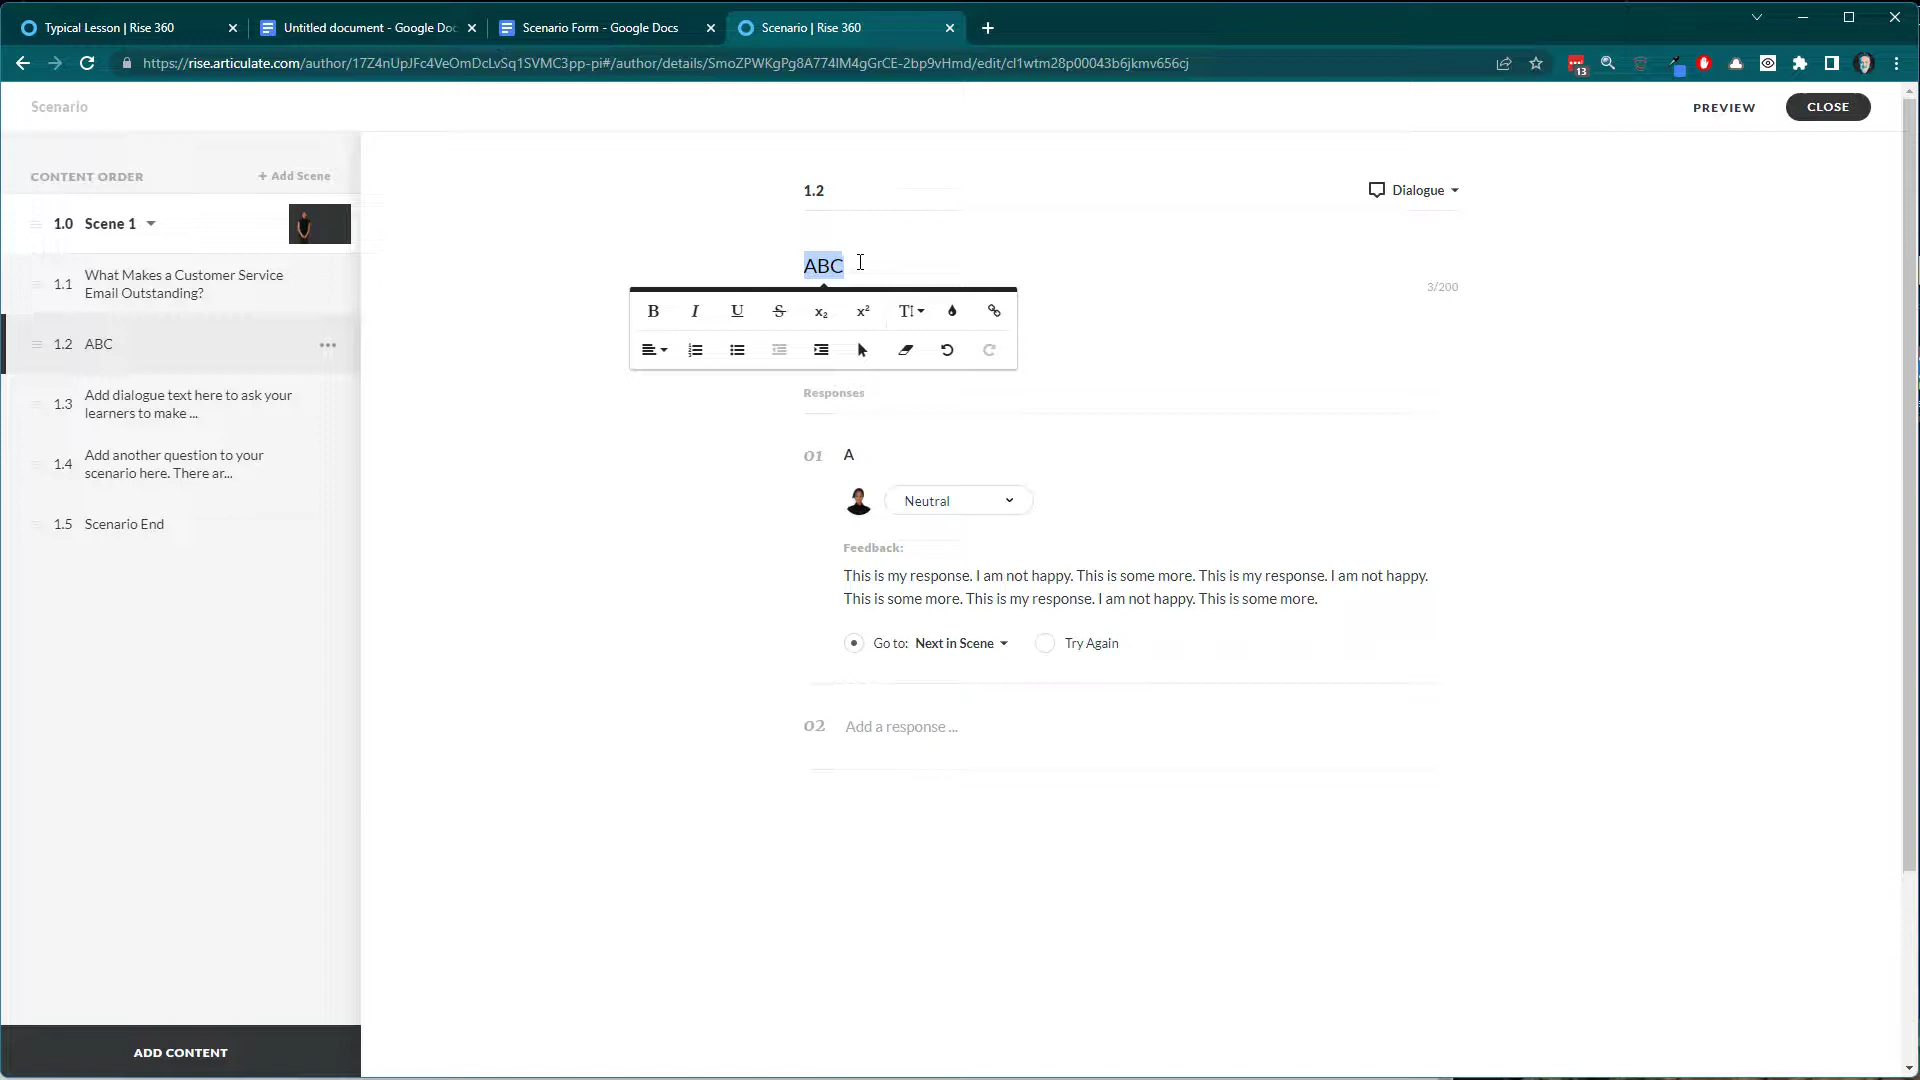 Typical Lesson | Rise 360
Untitled document - Google Doc
Scenario Form - Google Docs
Scenario | Rise 360
https://rise.articulate.com/author/17Z4nUpJFc4VeOmDcLvSq1SVMC3pp-pi#/author/details/SmoZPWKgPg8A774IM4gGrCE-2bp9vHmd/edit/cl1wtm28p00043b6jkmv656cj
13
Scenario
PREVIEW
CLOSE
CONTENT ORDER
+ Add Scene
1.0 Scene 1
1.1 What Makes a Customer Service
Email Outstanding?
1.2 ABC
1.3 Add dialogue text here to ask your
learners to make ...
1.4 Add another question to your
scenario here. There ar...
1.5 Scenario End
ADD CONTENT
1.2
Dialogue
ABC
3/200
B I U S x₂ x² T
Responses
01 A
Neutral
Feedback:
This is my response. I am not happy. This is some more. This is my response. I am not happy.
This is some more. This is my response. I am not happy. This is some more.
Go to: Next in Scene
Try Again
02 Add a response ...